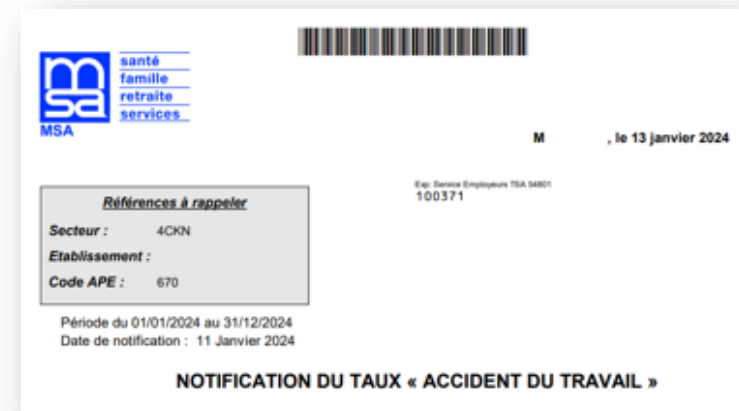 msa
santé
famille
retraite
services
MSA
M , le 13 janvier 2024
Exp: Service Employeurs TSA 54801
100371
Références à rappeler
Secteur : 4CKN
Etablissement :
Code APE : 670
Période du 01/01/2024 au 31/12/2024
Date de notification : 11 Janvier 2024
NOTIFICATION DU TAUX « ACCIDENT DU TRAVAIL »